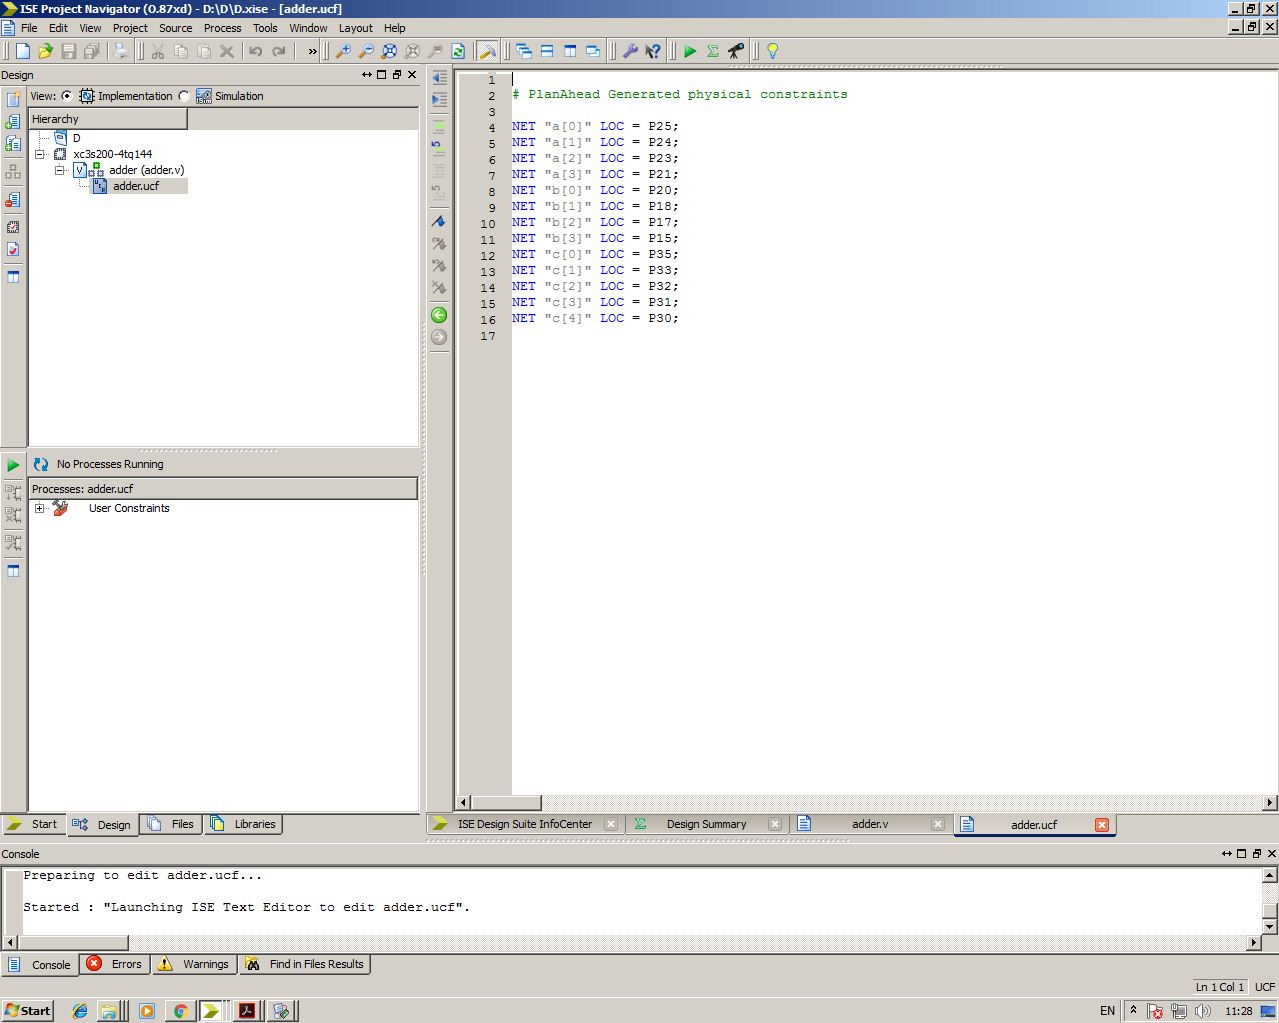 ISE Project Navigator (O.87xd) - D:\D\D.xise - [adder.ucf]
File Edit View Project Source Process Tools Window Layout Help
Design
View: Implementation Simulation
Hierarchy
D
xc3s200-4tq144
adder (adder.v)
adder.ucf
No Processes Running
Processes: adder.ucf
User Constraints
Start Design Files Libraries
1
2 # PlanAhead Generated physical constraints
3
4 NET "a[0]" LOC = P25;
5 NET "a[1]" LOC = P24;
6 NET "a[2]" LOC = P23;
7 NET "a[3]" LOC = P21;
8 NET "b[0]" LOC = P20;
9 NET "b[1]" LOC = P18;
10 NET "b[2]" LOC = P17;
11 NET "b[3]" LOC = P15;
12 NET "c[0]" LOC = P35;
13 NET "c[1]" LOC = P33;
14 NET "c[2]" LOC = P32;
15 NET "c[3]" LOC = P31;
16 NET "c[4]" LOC = P30;
17
ISE Design Suite InfoCenter Design Summary adder.v adder.ucf
Console
Preparing to edit adder.ucf...
Started : "Launching ISE Text Editor to edit adder.ucf".
Console Errors Warnings Find in Files Results
Ln 1 Col 1 UCF
Start EN 11:28